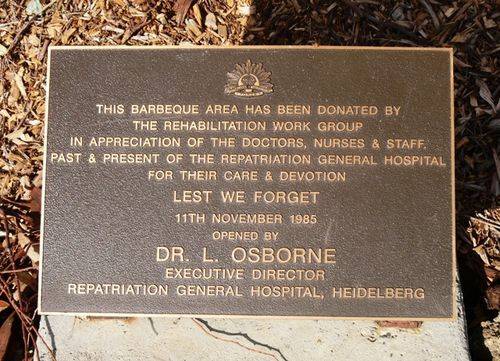 THIS BARBEQUE AREA HAS BEEN DONATED BY
THE REHABILITATION WORK GROUP
IN APPRECIATION OF THE DOCTORS, NURSES & STAFF.
PAST & PRESENT OF THE REPATRIATION GENERAL HOSPITAL
FOR THEIR CARE & DEVOTION
LEST WE FORGET
11TH NOVEMBER 1985
OPENED BY
DR. L. OSBORNE
EXECUTIVE DIRECTOR
REPATRIATION GENERAL HOSPITAL, HEIDELBERG